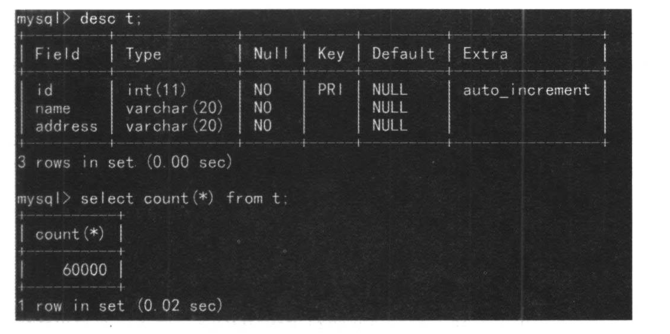 mysql> desc t;
| Field | Type | Null | Key | Default | Extra |
| id | int(11) | NO | PRI | NULL | auto_increment |
| name | varchar(20) | NO | | NULL | |
| address | varchar(20) | NO | | NULL | |
3 rows in set (0.00 sec)
mysql> select count(*) from t;
| count(*) |
| 60000 |
1 row in set (0.02 sec)